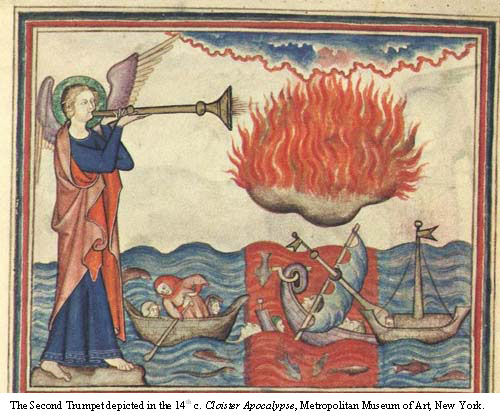 The Second Trumpet depicted in the 14th c. Cloister Apocalypse, Metropolitan Museum of Art, New York.